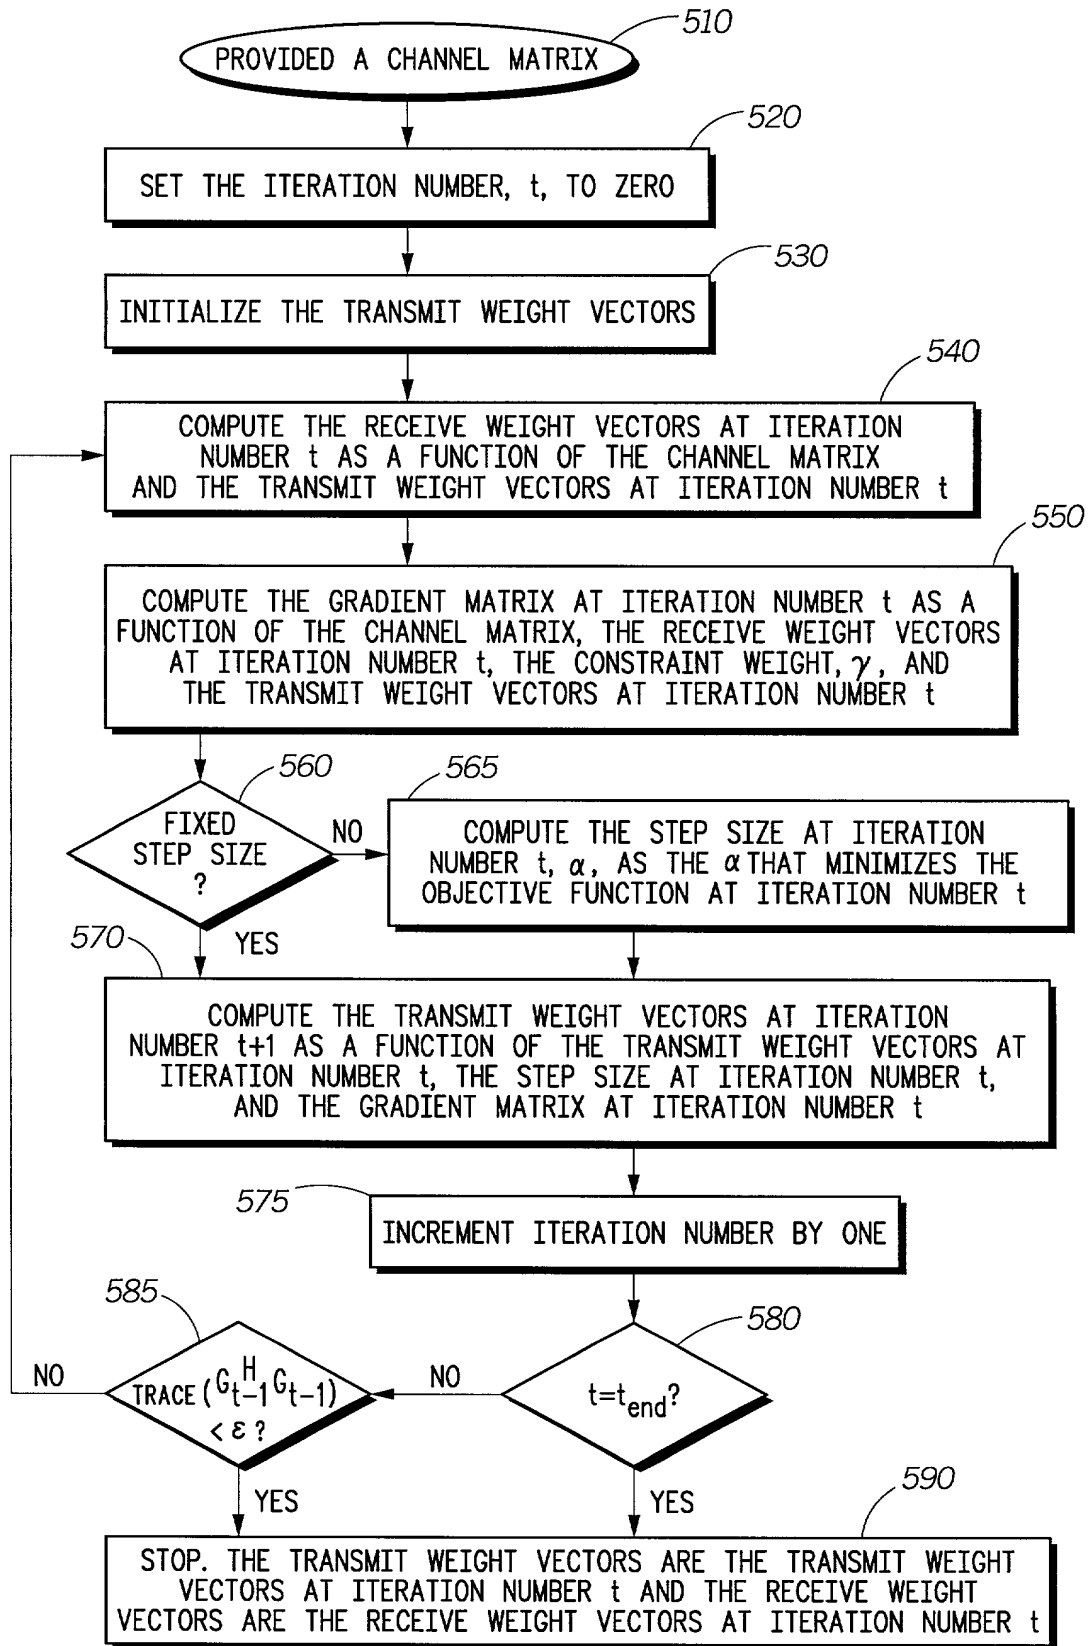 510
PROVIDED A CHANNEL MATRIX
520
SET THE ITERATION NUMBER, t, TO ZERO
530
INITIALIZE THE TRANSMIT WEIGHT VECTORS
540
COMPUTE THE RECEIVE WEIGHT VECTORS AT ITERATION
NUMBER t AS A FUNCTION OF THE CHANNEL MATRIX
AND THE TRANSMIT WEIGHT VECTORS AT ITERATION NUMBER t
550
COMPUTE THE GRADIENT MATRIX AT ITERATION NUMBER t AS A
FUNCTION OF THE CHANNEL MATRIX, THE RECEIVE WEIGHT VECTORS
AT ITERATION NUMBER t, THE CONSTRAINT WEIGHT, γ, AND
THE TRANSMIT WEIGHT VECTORS AT ITERATION NUMBER t
560
FIXED
STEP SIZE
?
NO
YES
565
COMPUTE THE STEP SIZE AT ITERATION
NUMBER t, α, AS THE α THAT MINIMIZES THE
OBJECTIVE FUNCTION AT ITERATION NUMBER t
570
COMPUTE THE TRANSMIT WEIGHT VECTORS AT ITERATION
NUMBER t+1 AS A FUNCTION OF THE TRANSMIT WEIGHT VECTORS AT
ITERATION NUMBER t, THE STEP SIZE AT ITERATION NUMBER t,
AND THE GRADIENT MATRIX AT ITERATION NUMBER t
575
INCREMENT ITERATION NUMBER BY ONE
580
t=t_end?
NO
YES
585
TRACE (G_{t-1}^H G_{t-1})
< ε ?
NO
YES
590
STOP. THE TRANSMIT WEIGHT VECTORS ARE THE TRANSMIT WEIGHT
VECTORS AT ITERATION NUMBER t AND THE RECEIVE WEIGHT
VECTORS ARE THE RECEIVE WEIGHT VECTORS AT ITERATION NUMBER t